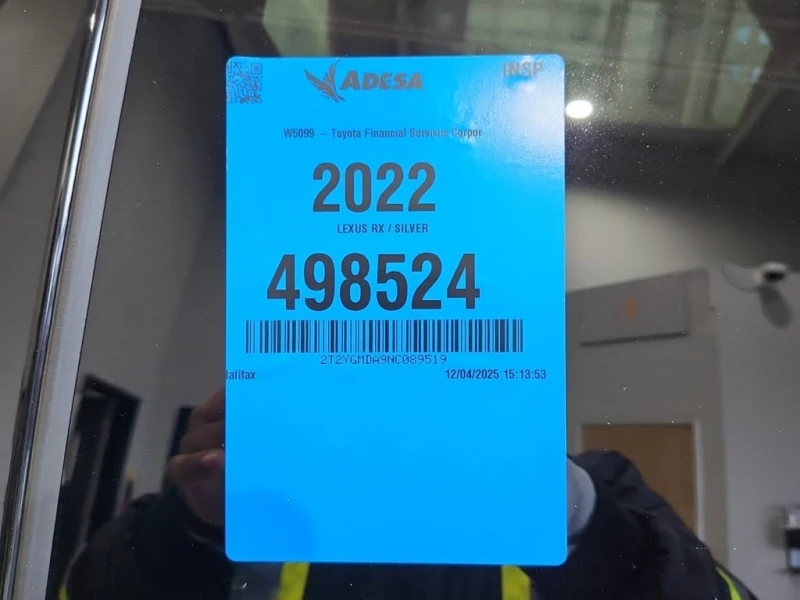 ADESA
INSP
W5099 – Toyota Financial Services Corpor
2022
LEXUS RX / SILVER
498524
2T2YGMDA9NC089519
alifax
12/04/2025 15:13:53